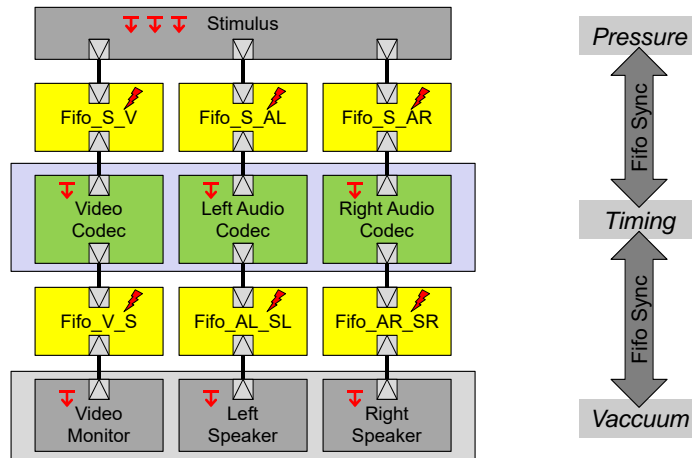 Stimulus
Pressure
Fifo_S_V
Fifo_S_AL
Fifo_S_AR
Fifo Sync
Video
Codec
Left Audio
Codec
Right Audio
Codec
Timing
Fifo_V_S
Fifo_AL_SL
Fifo_AR_SR
Fifo Sync
Video
Monitor
Left
Speaker
Right
Speaker
Vaccuum